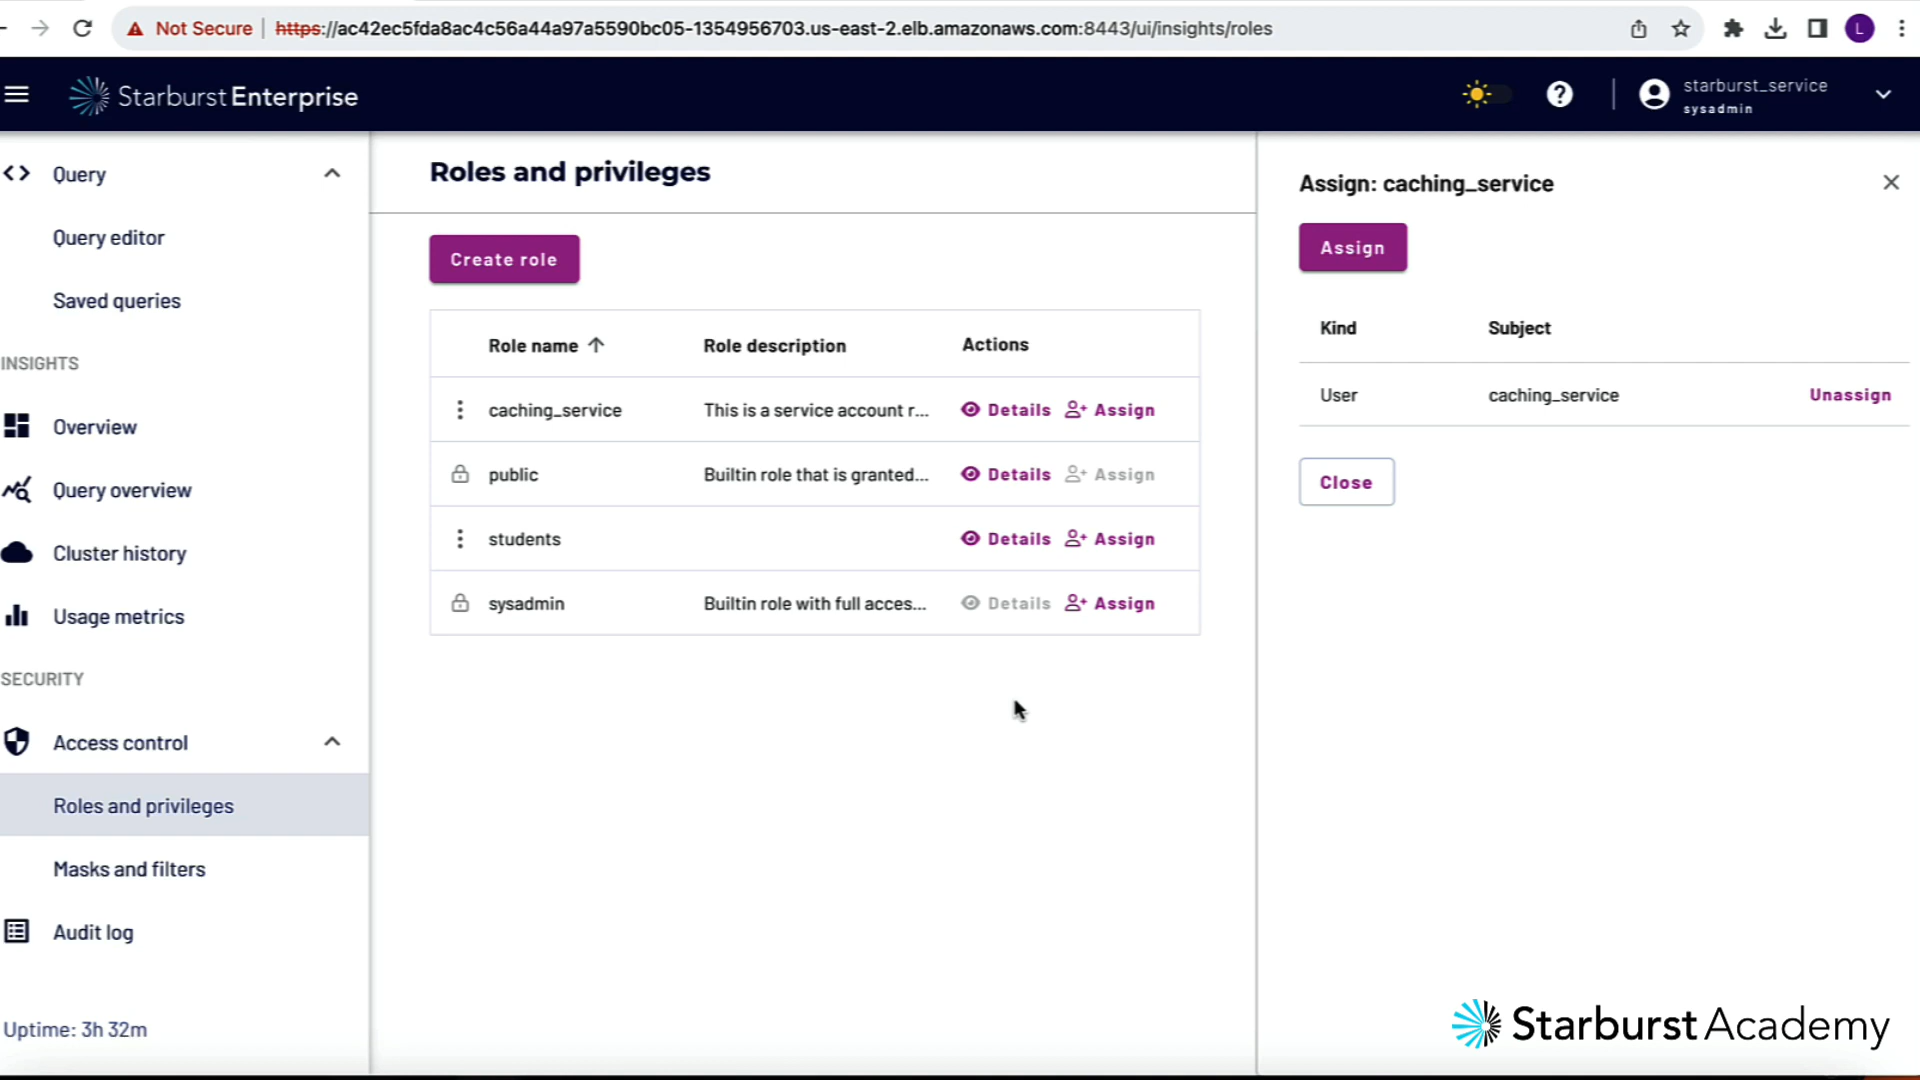 Not Secure https://ac42ec5fda8ac4c56a44a97a5590bc05-1354956703.us-east-2.elb.amazonaws.com:8443/ui/insights/roles L
Starburst Enterprise ? starburst_service
sysadmin
Query
Query editor
Saved queries
INSIGHTS
Overview
Query overview
Cluster history
Usage metrics
SECURITY
Access control
Roles and privileges
Masks and filters
Audit log
Uptime: 3h 32m
Roles and privileges
Create role
Role name Role description Actions
caching_service This is a service account r... Details Assign
public Builtin role that is granted... Details Assign
students Details Assign
sysadmin Builtin role with full acces... Details Assign
Assign: caching_service
Assign
Kind Subject
User caching_service Unassign
Close
Starburst Academy